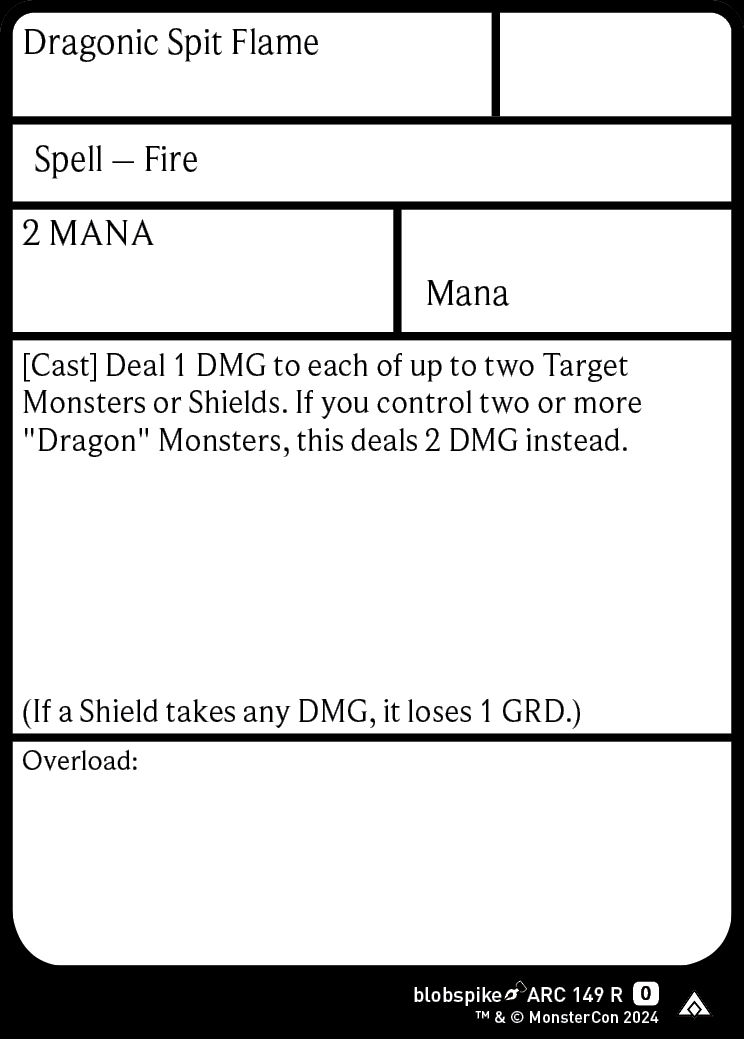 Dragonic Spit Flame
Spell – Fire
2 MANA
Mana
[Cast] Deal 1 DMG to each of up to two Target
Monsters or Shields. If you control two or more
"Dragon" Monsters, this deals 2 DMG instead.
(If a Shield takes any DMG, it loses 1 GRD.)
Overload:
blobspike ARC 149 R 0
™ & © MonsterCon 2024